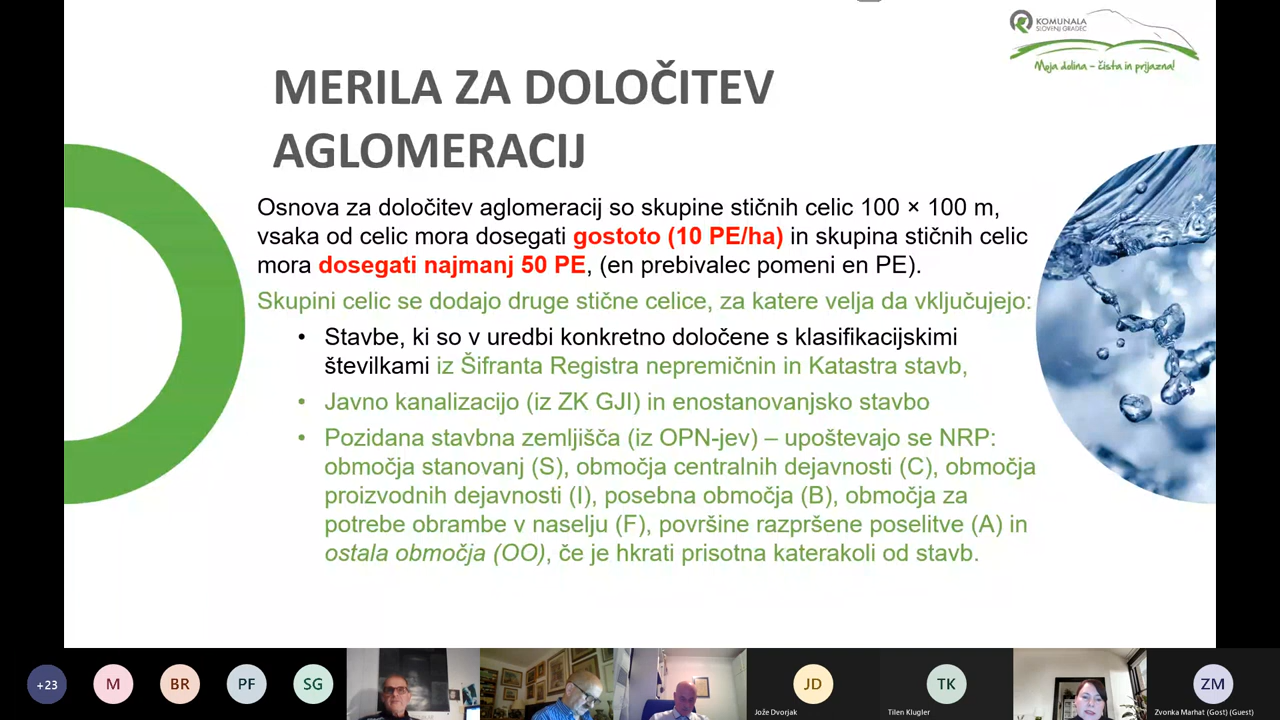 KOMUNALA
SLOVENJ GRADEC
Moja dolina – čista in prijazna!
MERILA ZA DOLOČITEV
AGLOMERACIJ
Osnova za določitev aglomeracij so skupine stičnih celic 100 × 100 m,
vsaka od celic mora dosegati gostoto (10 PE/ha) in skupina stičnih celic
mora dosegati najmanj 50 PE, (en prebivalec pomeni en PE).
Skupini celic se dodajo druge stične celice, za katere velja da vključujejo:
• Stavbe, ki so v uredbi konkretno določene s klasifikacijskimi
številkami iz Šifranta Registra nepremičnin in Katastra stavb,
• Javno kanalizacijo (iz ZK GJI) in enostanovanjsko stavbo
• Pozidana stavbna zemljišča (iz OPN-jev) – upoštevajo se NRP:
območja stanovanj (S), območja centralnih dejavnosti (C), območja
proizvodnih dejavnosti (I), posebna območja (B), območja za
potrebe obrambe v naselju (F), površine razpršene poselitve (A) in
ostala območja (OO), če je hkrati prisotna katerakoli od stavb.
+23
M
BR
PF
SG
JD
Jože Dvorjak
TK
Tilen Klugler
ZM
Zvonka Marhat (Gost) (Guest)